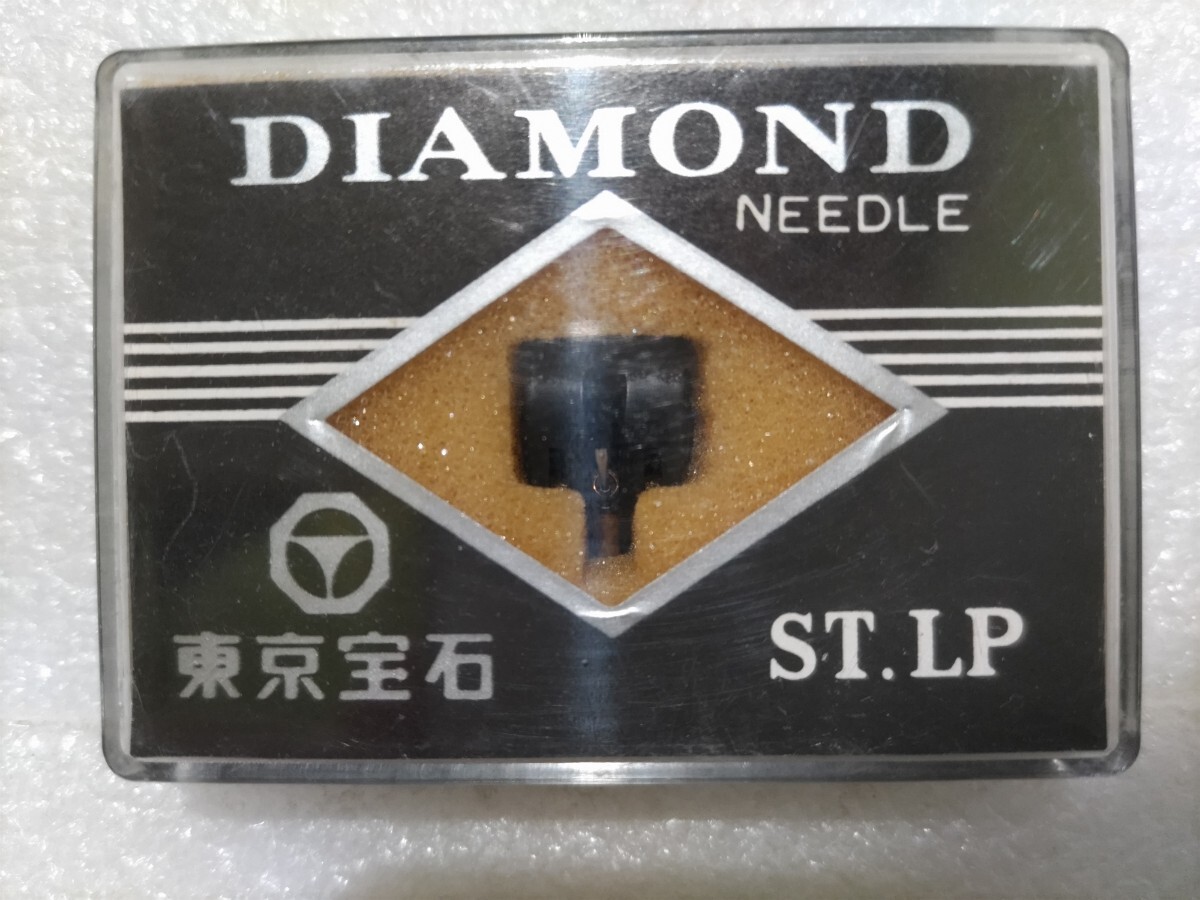 DIAMOND
NEEDLE
東京宝石
ST.LP